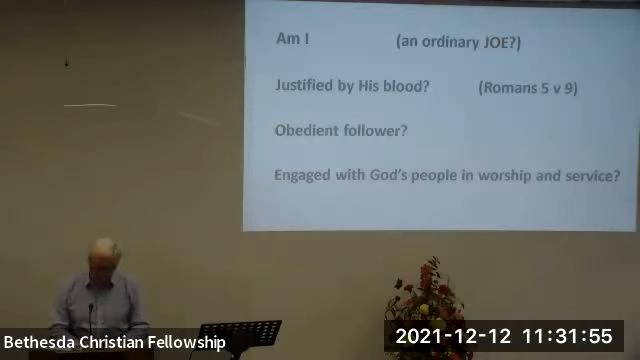 Am I (an ordinary JOE?)
Justified by His blood? (Romans 5 v 9)
Obedient follower?
Engaged with God's people in worship and service?
Bethesda Christian Fellowship
2021-12-12 11:31:55